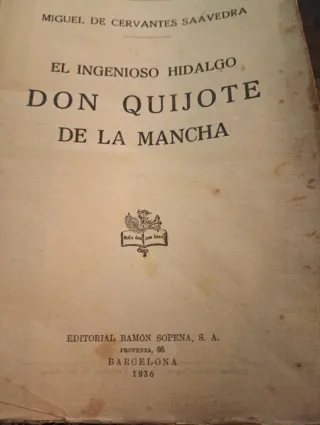 MIGUEL DE CERVANTES SAAVEDRA
EL INGENIOSO HIDALGO
DON QUIJOTE
DE LA MANCHA
EDITORIAL RAMÓN SOPENA, S. A.
PROVENZA, 95
BARCELONA
1936